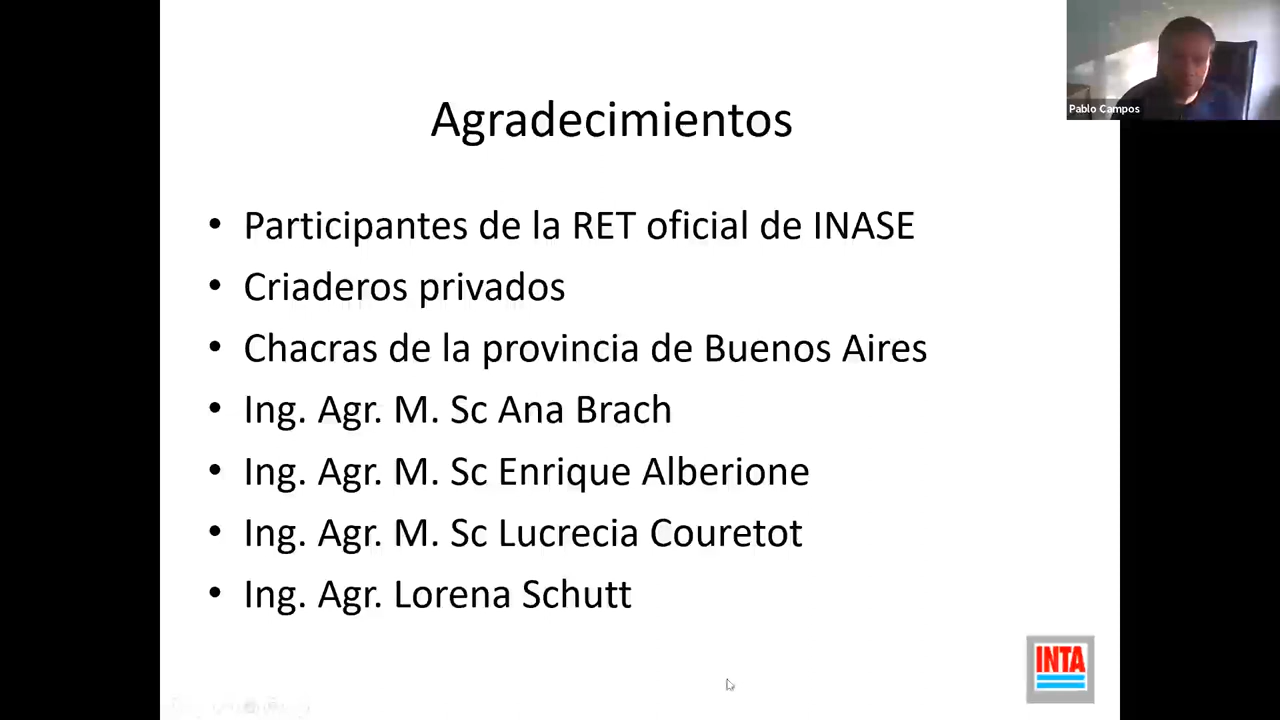 Pablo Campos
Agradecimientos
• Participantes de la RET oficial de INASE
• Criaderos privados
• Chacras de la provincia de Buenos Aires
• Ing. Agr. M. Sc Ana Brach
• Ing. Agr. M. Sc Enrique Alberione
• Ing. Agr. M. Sc Lucrecia Couretot
• Ing. Agr. Lorena Schutt
INTA